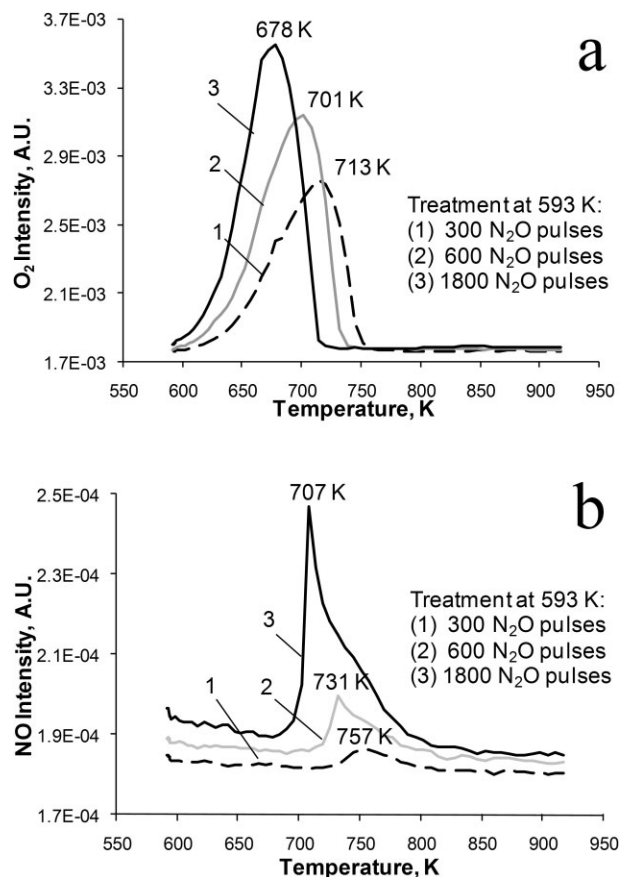 3.7E-03
678 K
a
3
3.3E-03
701 K
2
2.9E-03
713 K
1
Treatment at 593 K:
(1) 300 N₂O pulses
2.5E-03
(2) 600 N₂O pulses
(3) 1800 N₂O pulses
2.1E-03
1.7E-03
O₂ Intensity, A.U.
550 600 650 700 750 800 850 900 950
Temperature, K
2.5E-04
707 K
b
2.3E-04
Treatment at 593 K:
(1) 300 N₂O pulses
3
(2) 600 N₂O pulses
2.1E-04
(3) 1800 N₂O pulses
1
2
731 K
1.9E-04
757 K
1.7E-04
NO Intensity, A.U.
550 600 650 700 750 800 850 900 950
Temperature, K